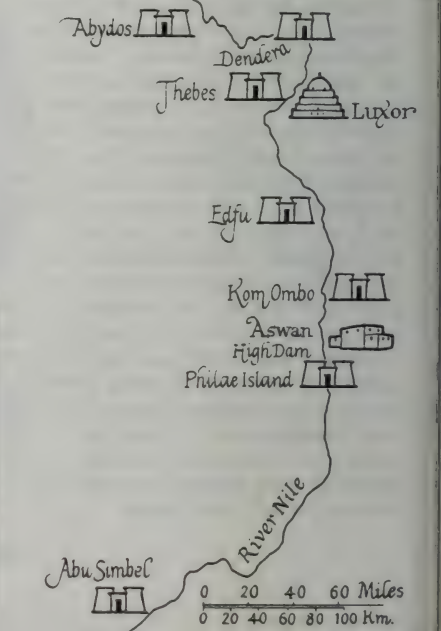 Abydos
Dendera
Thebes
Luxor
Edfu
Kom Ombo
Aswan
High Dam
Philae Island
River Nile
Abu Simbel
0 20 40 60 Miles
0 20 40 60 80 100 Km.